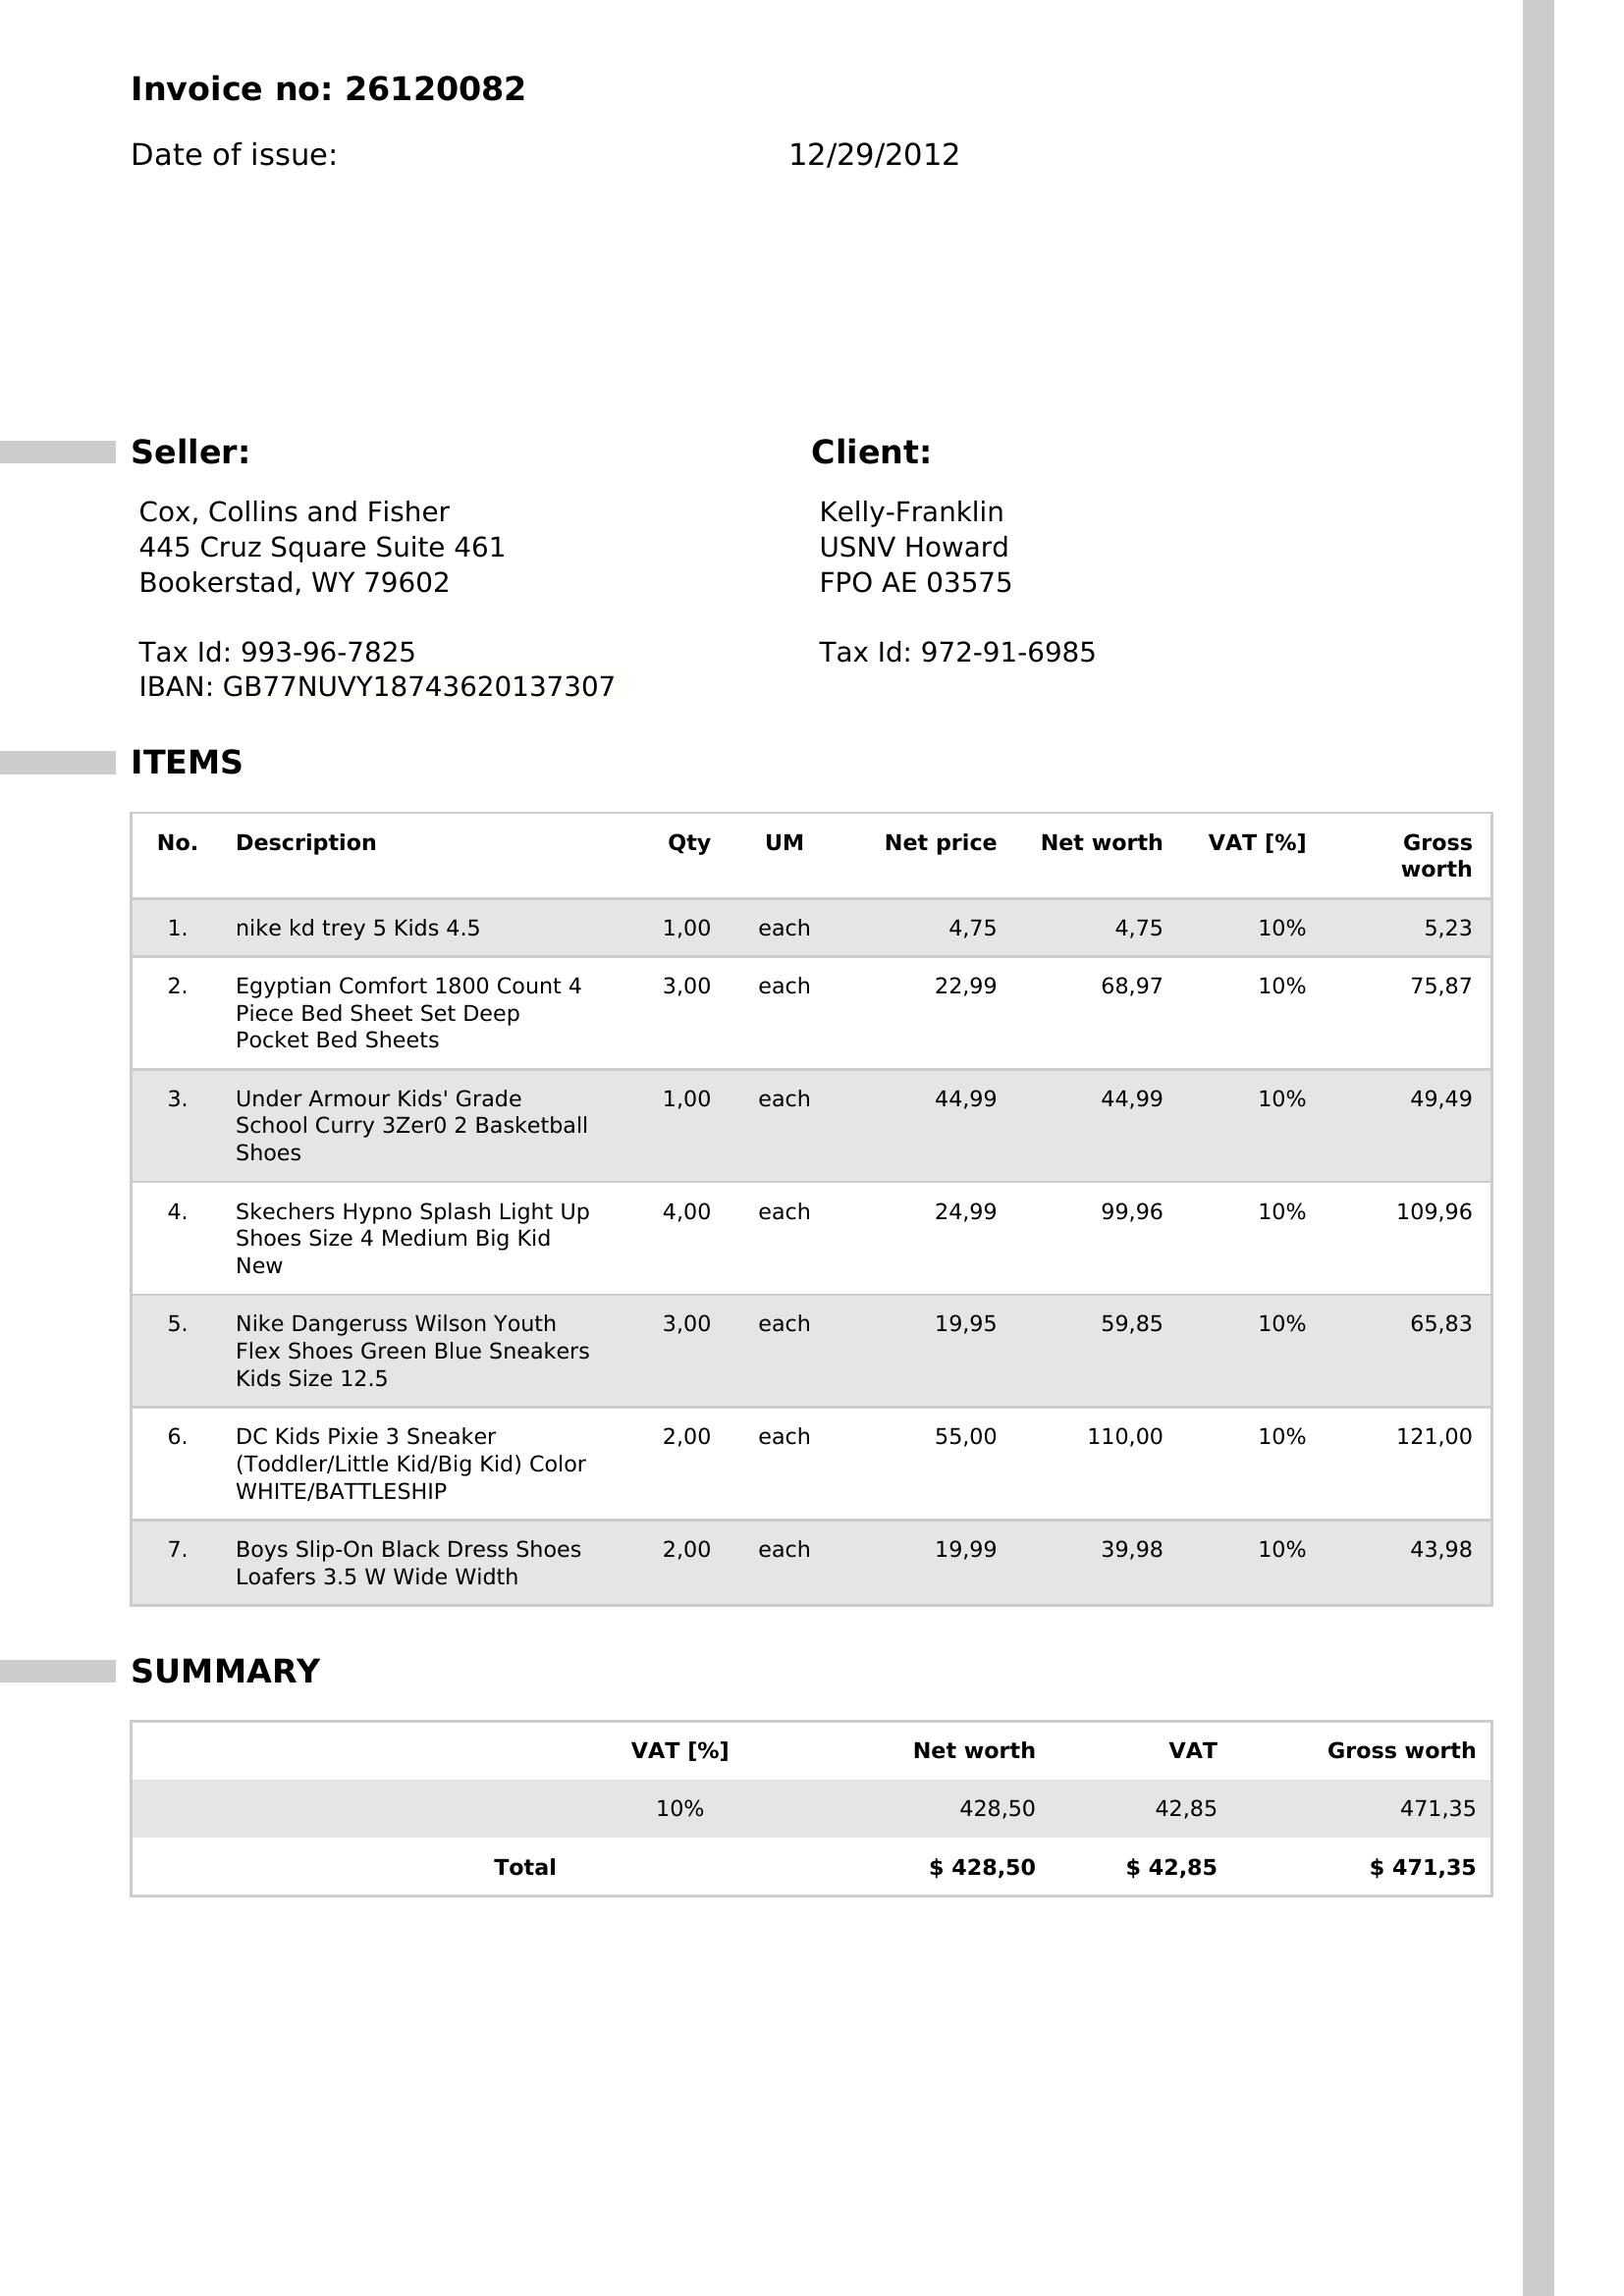 Invoice no: 26120082
Date of issue: 12/29/2012
Seller:
Cox, Collins and Fisher
445 Cruz Square Suite 461
Bookerstad, WY 79602
Tax Id: 993-96-7825
IBAN: GB77NUVY18743620137307
Client:
Kelly-Franklin
USNV Howard
FPO AE 03575
Tax Id: 972-91-6985
ITEMS
No. Description Qty UM Net price Net worth VAT [%] Gross
worth
1. nike kd trey 5 Kids 4.5 1,00 each 4,75 4,75 10% 5,23
2. Egyptian Comfort 1800 Count 4 3,00 each 22,99 68,97 10% 75,87
Piece Bed Sheet Set Deep
Pocket Bed Sheets
3. Under Armour Kids' Grade 1,00 each 44,99 44,99 10% 49,49
School Curry 3Zer0 2 Basketball
Shoes
4. Skechers Hypno Splash Light Up 4,00 each 24,99 99,96 10% 109,96
Shoes Size 4 Medium Big Kid
New
5. Nike Dangeruss Wilson Youth 3,00 each 19,95 59,85 10% 65,83
Flex Shoes Green Blue Sneakers
Kids Size 12.5
6. DC Kids Pixie 3 Sneaker 2,00 each 55,00 110,00 10% 121,00
(Toddler/Little Kid/Big Kid) Color
WHITE/BATTLESHIP
7. Boys Slip-On Black Dress Shoes 2,00 each 19,99 39,98 10% 43,98
Loafers 3.5 W Wide Width
SUMMARY
VAT [%] Net worth VAT Gross worth
10% 428,50 42,85 471,35
Total $ 428,50 $ 42,85 $ 471,35